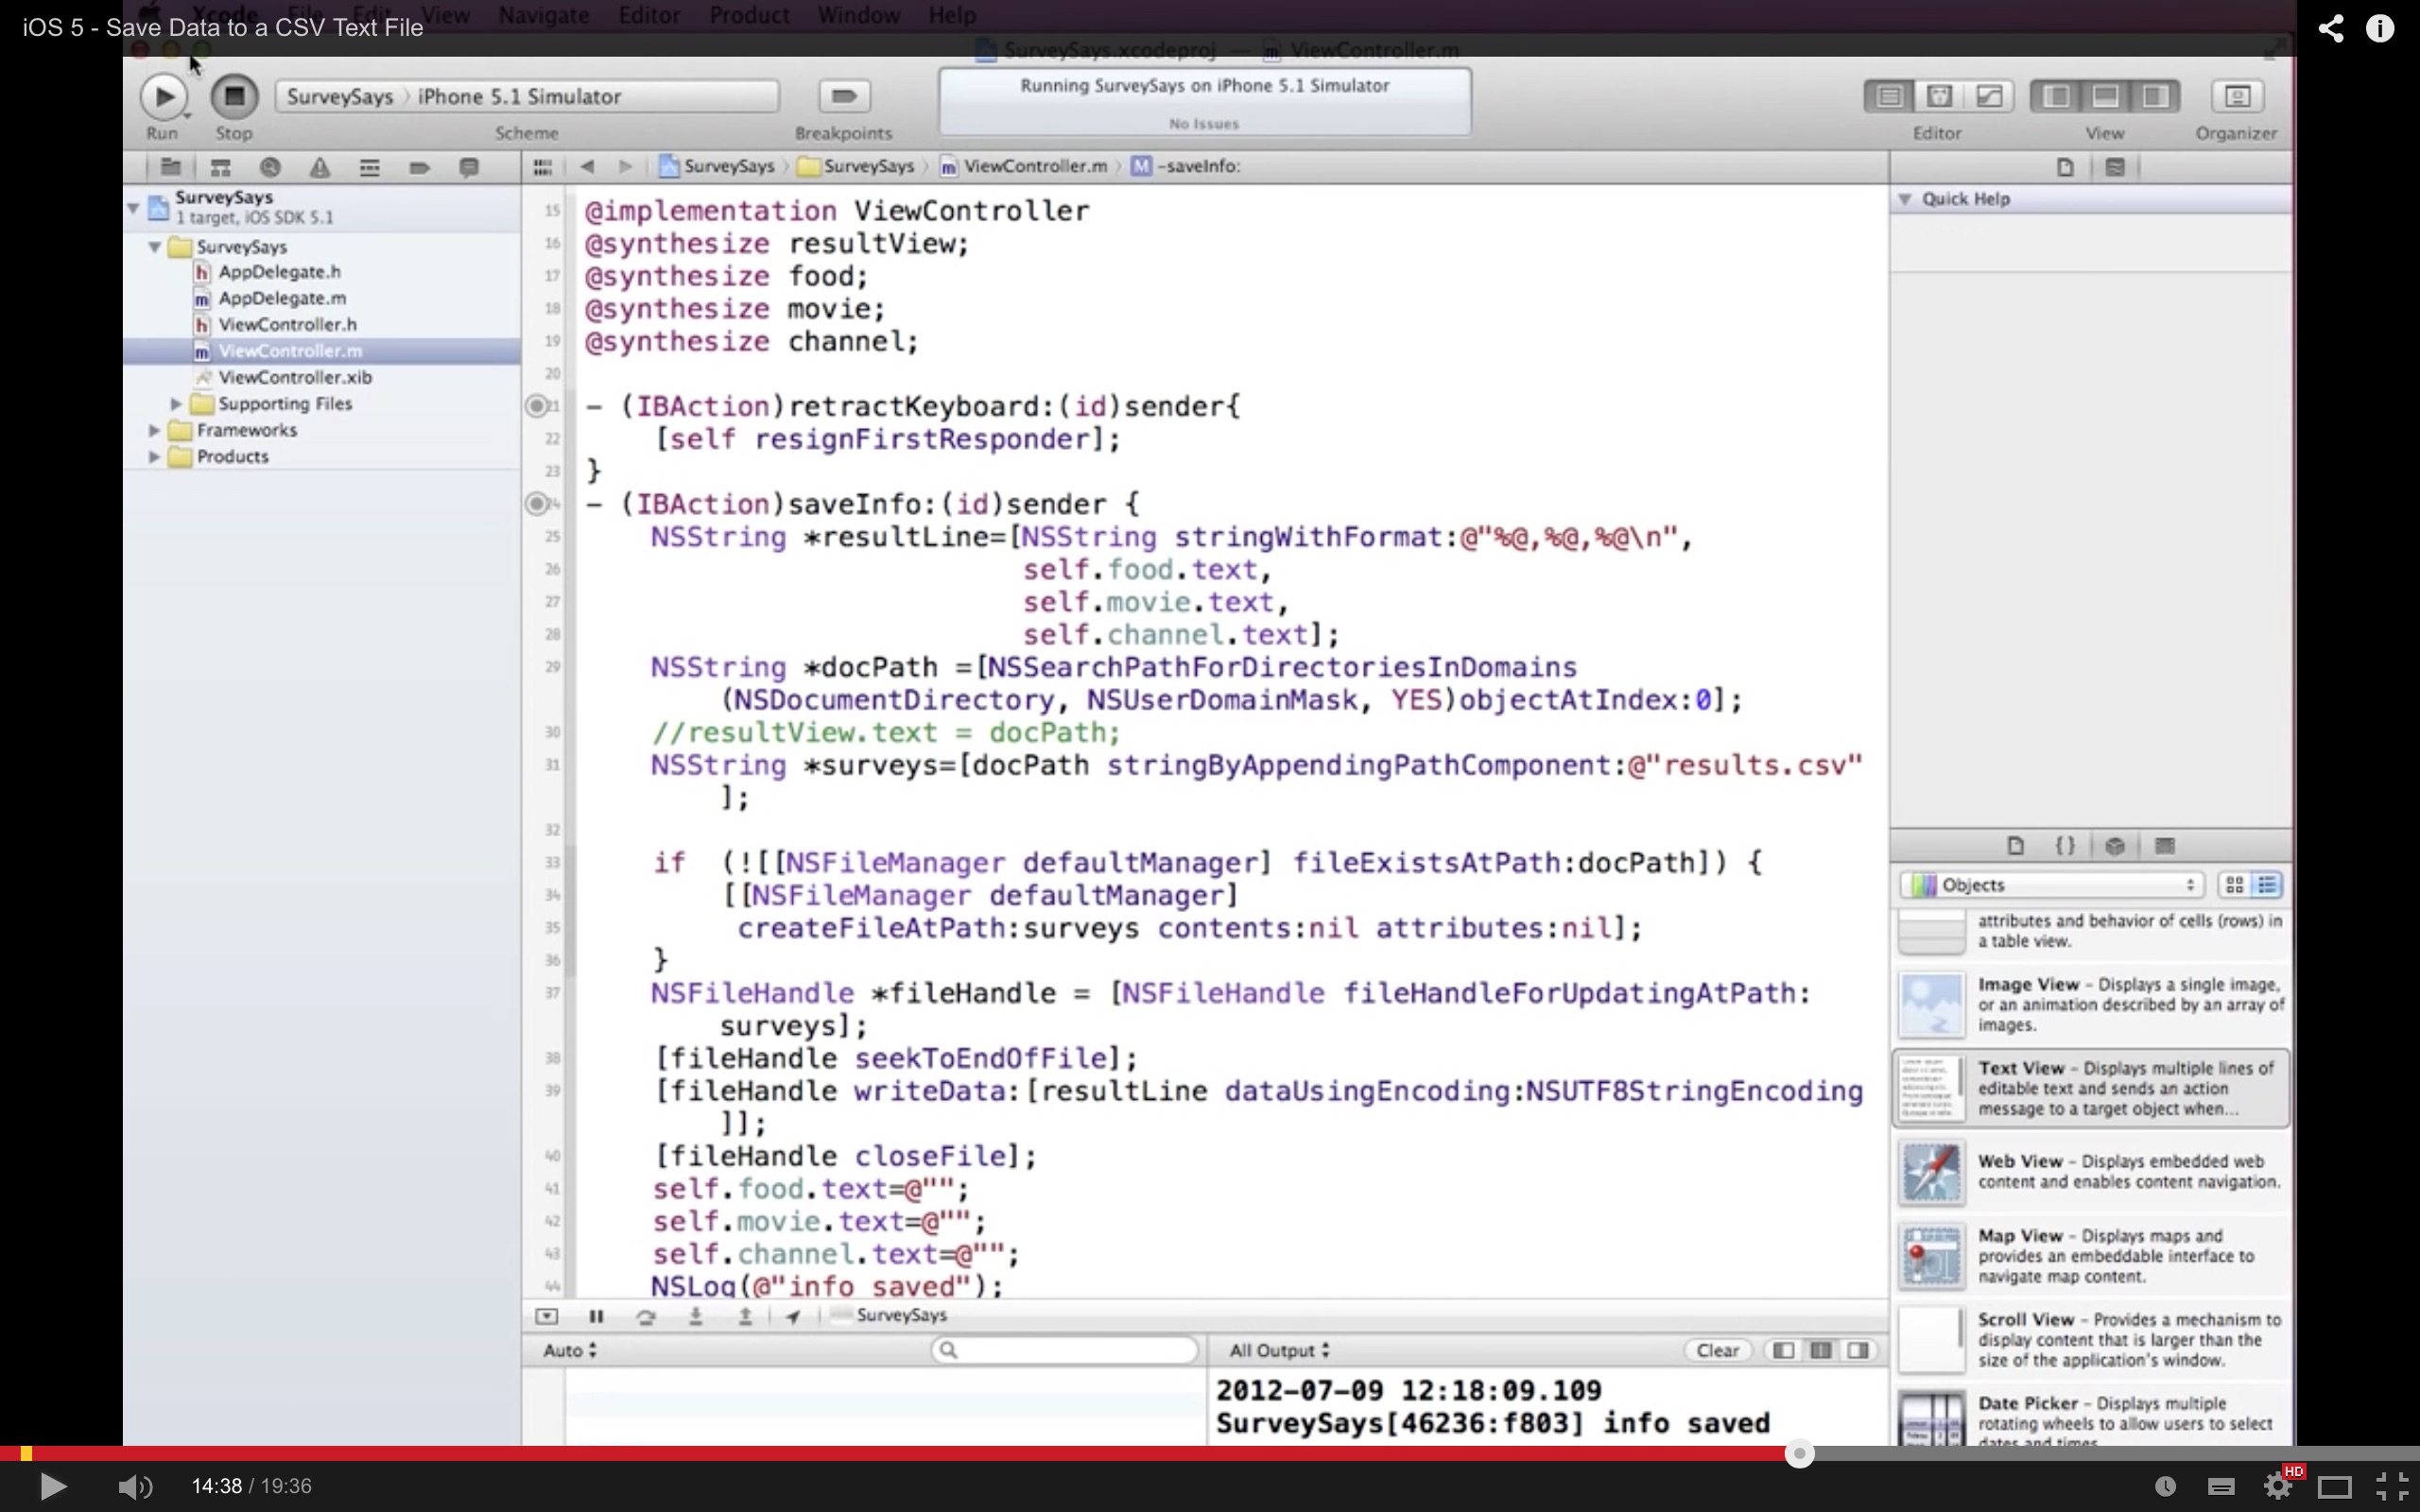 Xcode File Edit View Navigate Editor Product Window Help
iOS 5 - Save Data to a CSV Text File
SurveySays.xcodeproj — ViewController.m
SurveySays › iPhone 5.1 Simulator
Running SurveySays on iPhone 5.1 Simulator
No Issues
Run Stop Scheme Breakpoints Editor View Organizer
SurveySays › SurveySays › ViewController.m › M -saveInfo:
SurveySays
1 target, iOS SDK 5.1
SurveySays
h AppDelegate.h
m AppDelegate.m
h ViewController.h
m ViewController.m
ViewController.xib
Supporting Files
Frameworks
Products
15 @implementation ViewController
16 @synthesize resultView;
17 @synthesize food;
18 @synthesize movie;
19 @synthesize channel;
20
21 - (IBAction)retractKeyboard:(id)sender{
22 [self resignFirstResponder];
23 }
24 - (IBAction)saveInfo:(id)sender {
25 NSString *resultLine=[NSString stringWithFormat:@"%@,%@,%@\n",
26 self.food.text,
27 self.movie.text,
28 self.channel.text];
29 NSString *docPath =[NSSearchPathForDirectoriesInDomains
(NSDocumentDirectory, NSUserDomainMask, YES)objectAtIndex:0];
30 //resultView.text = docPath;
31 NSString *surveys=[docPath stringByAppendingPathComponent:@"results.csv"
];
32
33 if (![[NSFileManager defaultManager] fileExistsAtPath:docPath]) {
34 [[NSFileManager defaultManager]
35 createFileAtPath:surveys contents:nil attributes:nil];
36 }
37 NSFileHandle *fileHandle = [NSFileHandle fileHandleForUpdatingAtPath:
surveys];
38 [fileHandle seekToEndOfFile];
39 [fileHandle writeData:[resultLine dataUsingEncoding:NSUTF8StringEncoding
]];
40 [fileHandle closeFile];
41 self.food.text=@"";
42 self.movie.text=@"";
43 self.channel.text=@"";
44 NSLog(@"info saved");
SurveySays
Auto
All Output
Clear
2012-07-09 12:18:09.109
SurveySays[46236:f803] info saved
Quick Help
{ }
Objects
attributes and behavior of cells (rows) in
a table view.
Image View - Displays a single image,
or an animation described by an array of
images.
Text View - Displays multiple lines of
editable text and sends an action
message to a target object when...
Web View - Displays embedded web
content and enables content navigation.
Map View - Displays maps and
provides an embeddable interface to
navigate map content.
Scroll View - Provides a mechanism to
display content that is larger than the
size of the application's window.
Date Picker - Displays multiple
rotating wheels to allow users to select
dates and times.
14:38 / 19:36
HD